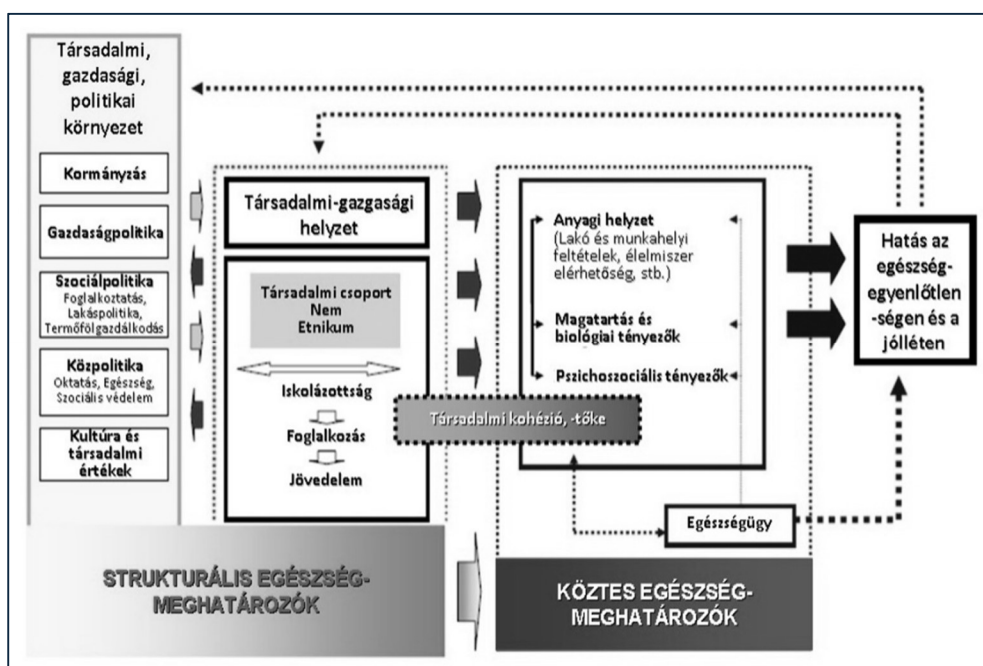 Társadalmi,
gazdasági,
politikai
környezet
Kormányzás
Gazdaságpolitika
Szociálpolitika
Foglalkoztatás,
Lakáspolitika,
Termőfölgazdálkodás
Közpolitika
Oktatás, Egészség,
Szociális védelem
Kultúra és
társadalmi
értékek
Társadalmi-gazgasági
helyzet
Társadalmi csoport
Nem
Etnikum
Iskolázottság
Foglalkozás
Jövedelem
STRUKTURÁLIS EGÉSZSÉG-
MEGHATÁROZÓK
Anyagi helyzet
(Lakó és munkahelyi
feltételek, élelmiszer
elérhetőség, stb.)
Magatartás és
biológiai tényezők
Pszichoszociális tényezők
Társadalmi kohézió, -tőke
Egészségügy
KÖZTES EGÉSZSÉG-
MEGHATÁROZÓK
Hatás az
egészség-
egyenlőtlen
-ségen és a
jólléten